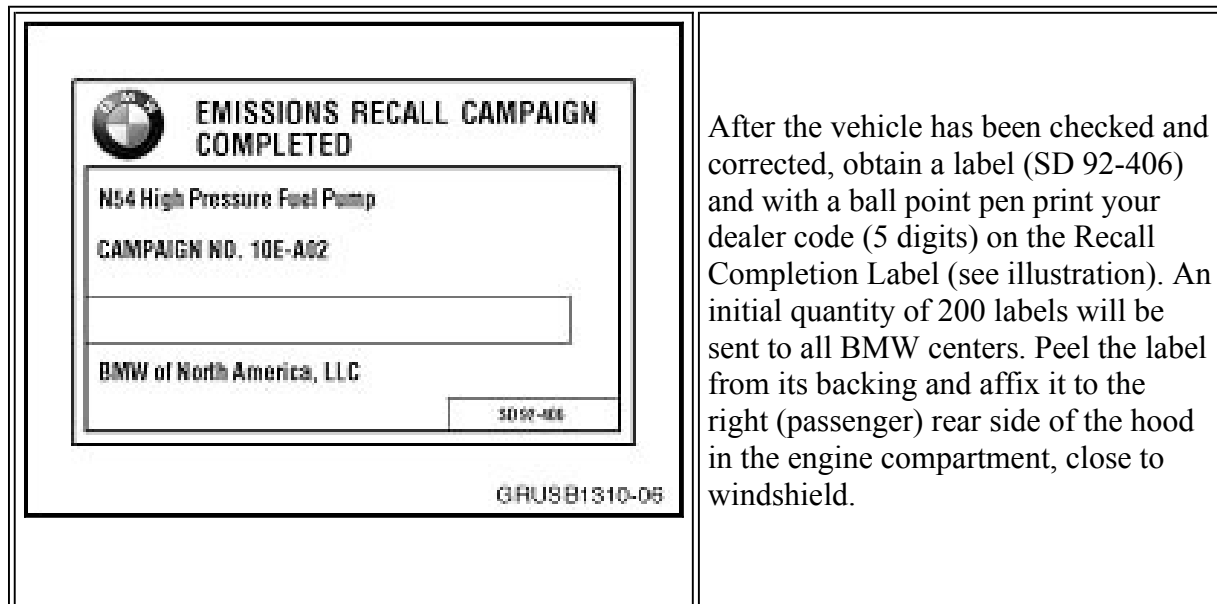 BMW
EMISSIONS RECALL CAMPAIGN
COMPLETED
N54 High Pressure Fuel Pump
CAMPAIGN NO. 10E-A02
BMW of North America, LLC
SD 92-406
GRUSB1310-06
After the vehicle has been checked and
corrected, obtain a label (SD 92-406)
and with a ball point pen print your
dealer code (5 digits) on the Recall
Completion Label (see illustration). An
initial quantity of 200 labels will be
sent to all BMW centers. Peel the label
from its backing and affix it to the
right (passenger) rear side of the hood
in the engine compartment, close to
windshield.